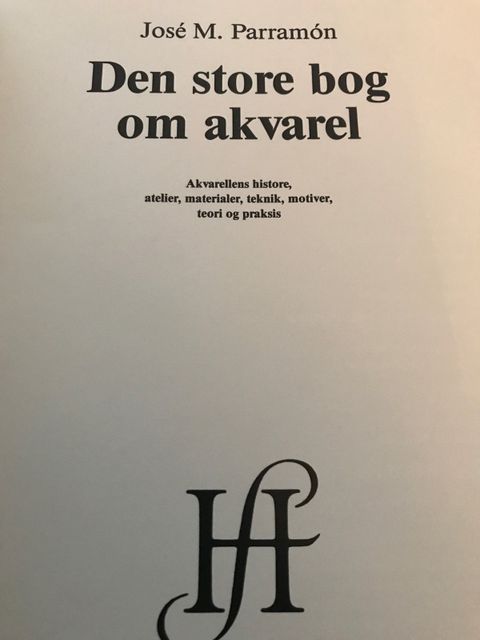 José M. Parramón
Den store bog
om akvarel
Akvarellens histore,
atelier, materialer, teknik, motiver,
teori og praksis